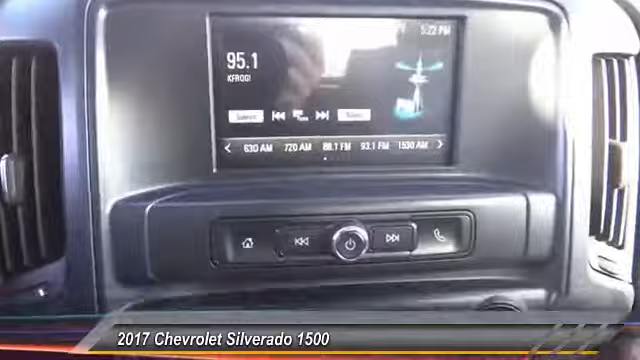 5:22 PM
95.1
KFROG!
630 AM 720 AM 88.1 FM 93.1 FM 1530 AM
2017 Chevrolet Silverado 1500